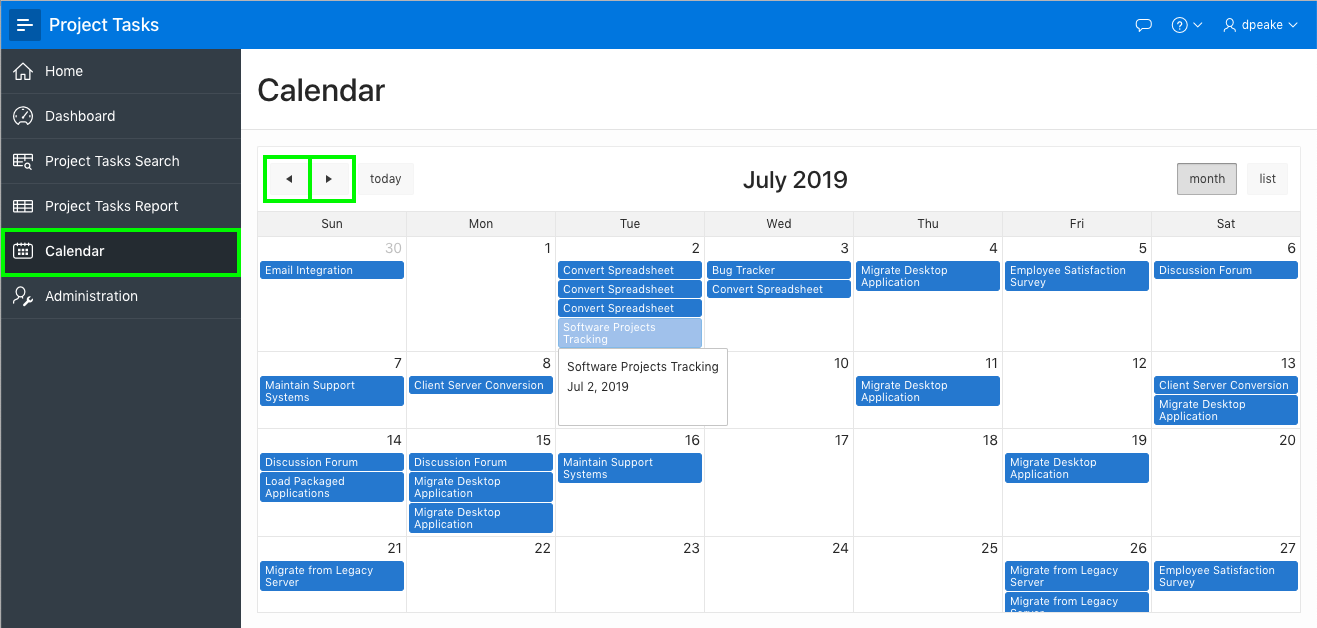 Project Tasks
dpeake
Home
Dashboard
Project Tasks Search
Project Tasks Report
Calendar
Administration
Calendar
today
July 2019
month
list
Sun Mon Tue Wed Thu Fri Sat
30 1 2 3 4 5 6
Email Integration
Convert Spreadsheet
Convert Spreadsheet
Convert Spreadsheet
Software Projects
Tracking
Bug Tracker
Convert Spreadsheet
Migrate Desktop
Application
Employee Satisfaction
Survey
Discussion Forum
Software Projects Tracking
Jul 2, 2019
7 8 10 11 12 13
Maintain Support
Systems
Client Server Conversion
Migrate Desktop
Application
Client Server Conversion
Migrate Desktop
Application
14 15 16 17 18 19 20
Discussion Forum
Load Packaged
Applications
Discussion Forum
Migrate Desktop
Application
Migrate Desktop
Application
Maintain Support
Systems
Migrate Desktop
Application
21 22 23 24 25 26 27
Migrate from Legacy
Server
Migrate from Legacy
Server
Migrate from Legacy
Employee Satisfaction
Survey